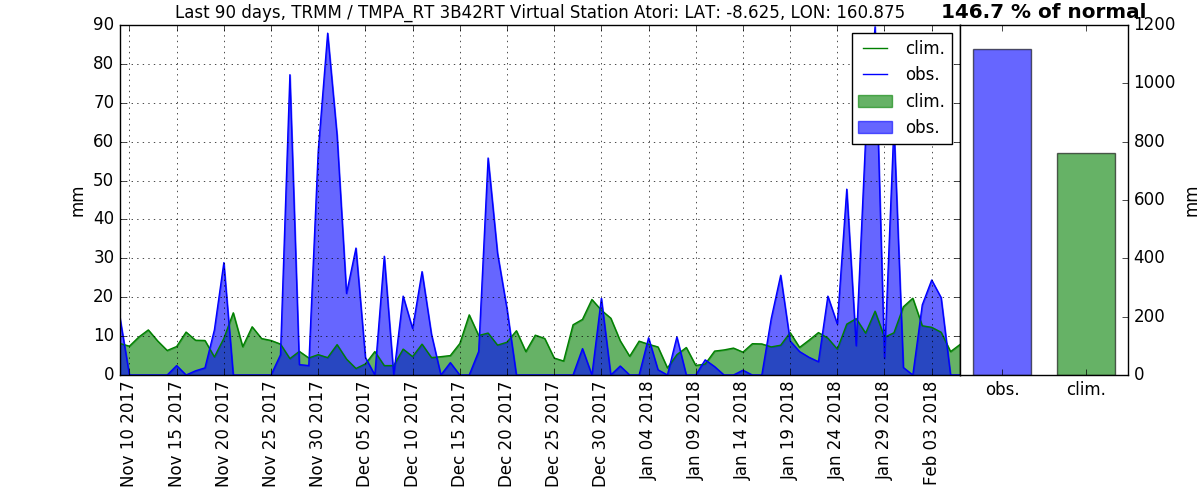 Last 90 days, TRMM / TMPA_RT 3B42RT Virtual Station Atori: LAT: -8.625, LON: 160.875
146.7 % of normal
90
80
70
60
50
40
30
20
10
0
mm
clim.
obs.
clim.
obs.
Nov 10 2017
Nov 15 2017
Nov 20 2017
Nov 25 2017
Nov 30 2017
Dec 05 2017
Dec 10 2017
Dec 15 2017
Dec 20 2017
Dec 25 2017
Dec 30 2017
Jan 04 2018
Jan 09 2018
Jan 14 2018
Jan 19 2018
Jan 24 2018
Jan 29 2018
Feb 03 2018
1200
1000
800
600
400
200
0
mm
obs.
clim.